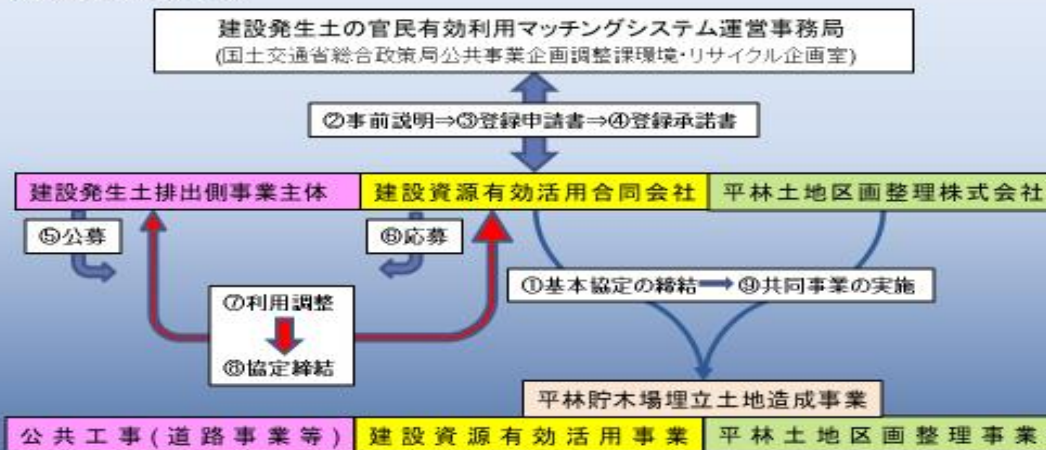 建設発生土の官民有効利用マッチングシステム運営事務局
(国土交通省総合政策局公共事業企画調整課環境・リサイクル企画室)
②事前説明⇒③登録申請書⇒④登録承諾書
建設発生土排出側事業主体
建設資源有効活用合同会社
平林土地区画整理株式会社
⑤公募
⑥応募
①基本協定の締結
⑨共同事業の実施
⑦利用調整
⑧協定締結
平林貯木場埋立土地造成事業
公共工事(道路事業等)
建設資源有効活用事業
平林土地区画整理事業